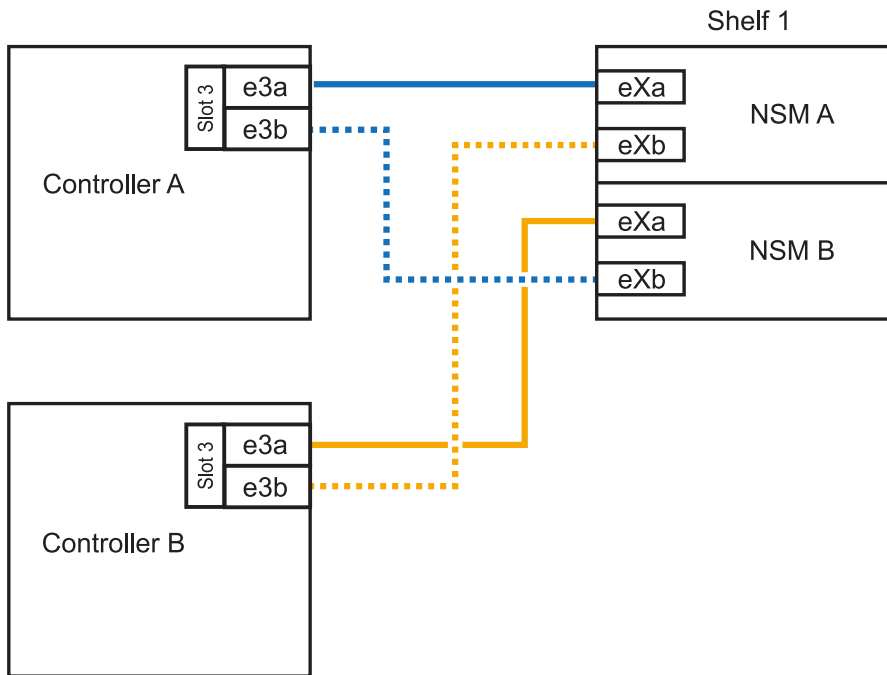 Shelf 1
Slot 3
e3a
e3b
Controller A
eXa
eXb
NSM A
eXa
eXb
NSM B
Slot 3
e3a
e3b
Controller B